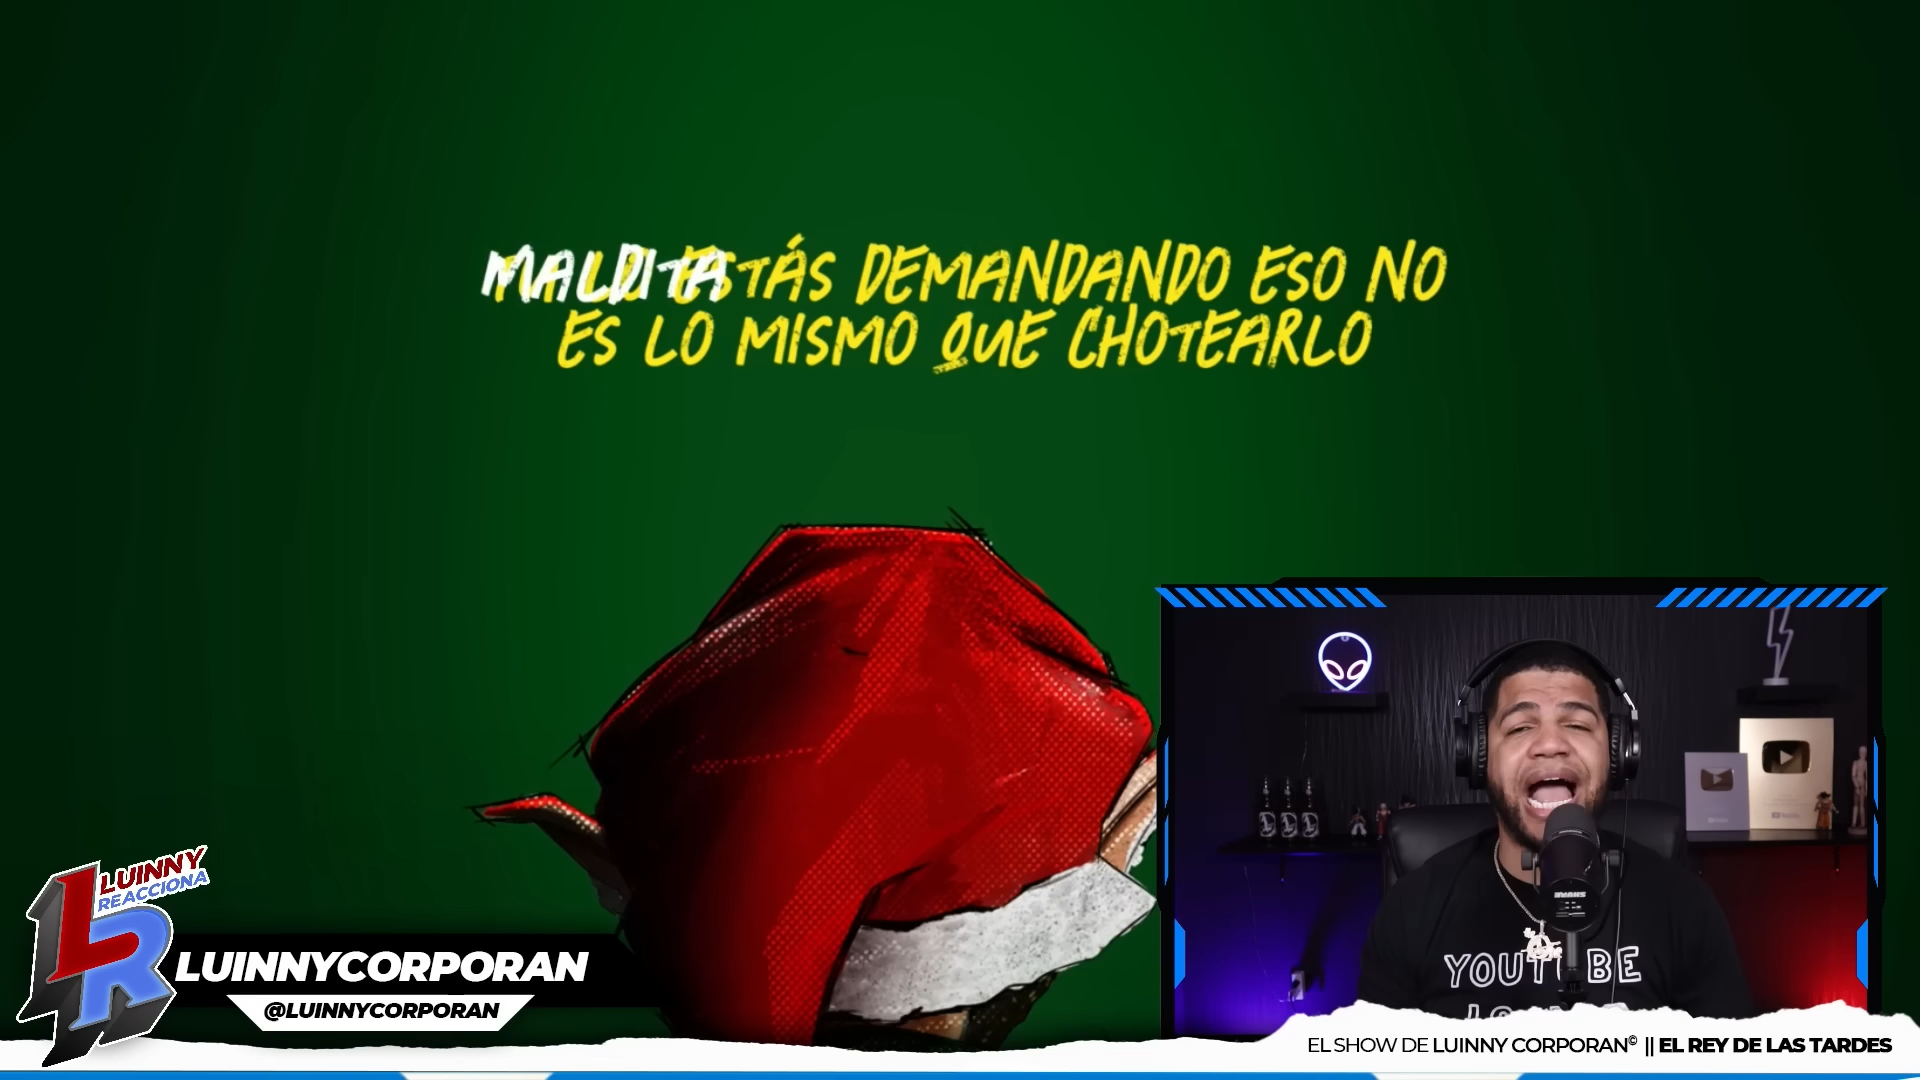 MALDITA
ESTÁS DEMANDANDO ESO NO
ES LO MISMO QUE CHOTEARLO
LUINNY
REACCIONA
LR
LUINNYCORPORAN
@LUINNYCORPORAN
YOUTUBE
EL SHOW DE LUINNY CORPORAN© || EL REY DE LAS TARDES